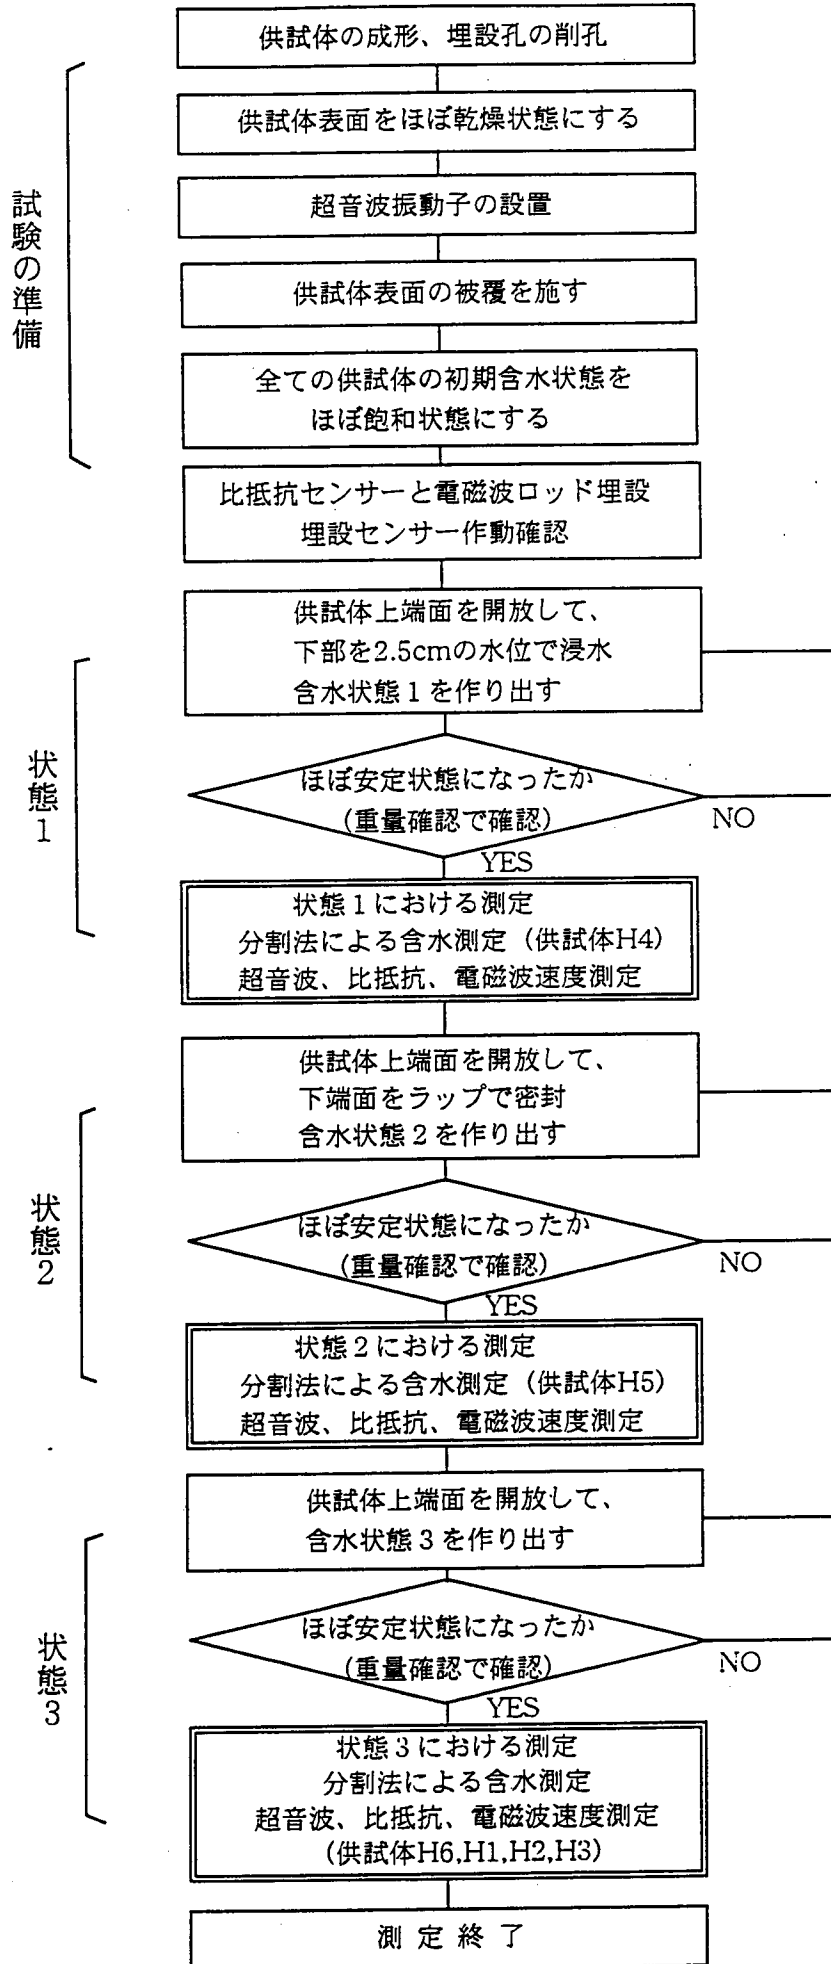 供試体の成形、埋設孔の削孔
試験の準備
供試体表面をほぼ乾燥状態にする
超音波振動子の設置
供試体表面の被覆を施す
全ての供試体の初期含水状態を
ほぼ飽和状態にする
比抵抗センサーと電磁波ロッド埋設
埋設センサー作動確認
状態1
供試体上端面を開放して、
下部を2.5cmの水位で浸水
含水状態1を作り出す
ほぼ安定状態になったか
(重量確認で確認)
NO
YES
状態1における測定
分割法による含水測定(供試体H4)
超音波、比抵抗、電磁波速度測定
状態2
供試体上端面を開放して、
下端面をラップで密封
含水状態2を作り出す
ほぼ安定状態になったか
(重量確認で確認)
NO
YES
状態2における測定
分割法による含水測定(供試体H5)
超音波、比抵抗、電磁波速度測定
状態3
供試体上端面を開放して、
含水状態3を作り出す
ほぼ安定状態になったか
(重量確認で確認)
NO
YES
状態3における測定
分割法による含水測定
超音波、比抵抗、電磁波速度測定
(供試体H6,H1,H2,H3)
測定終了